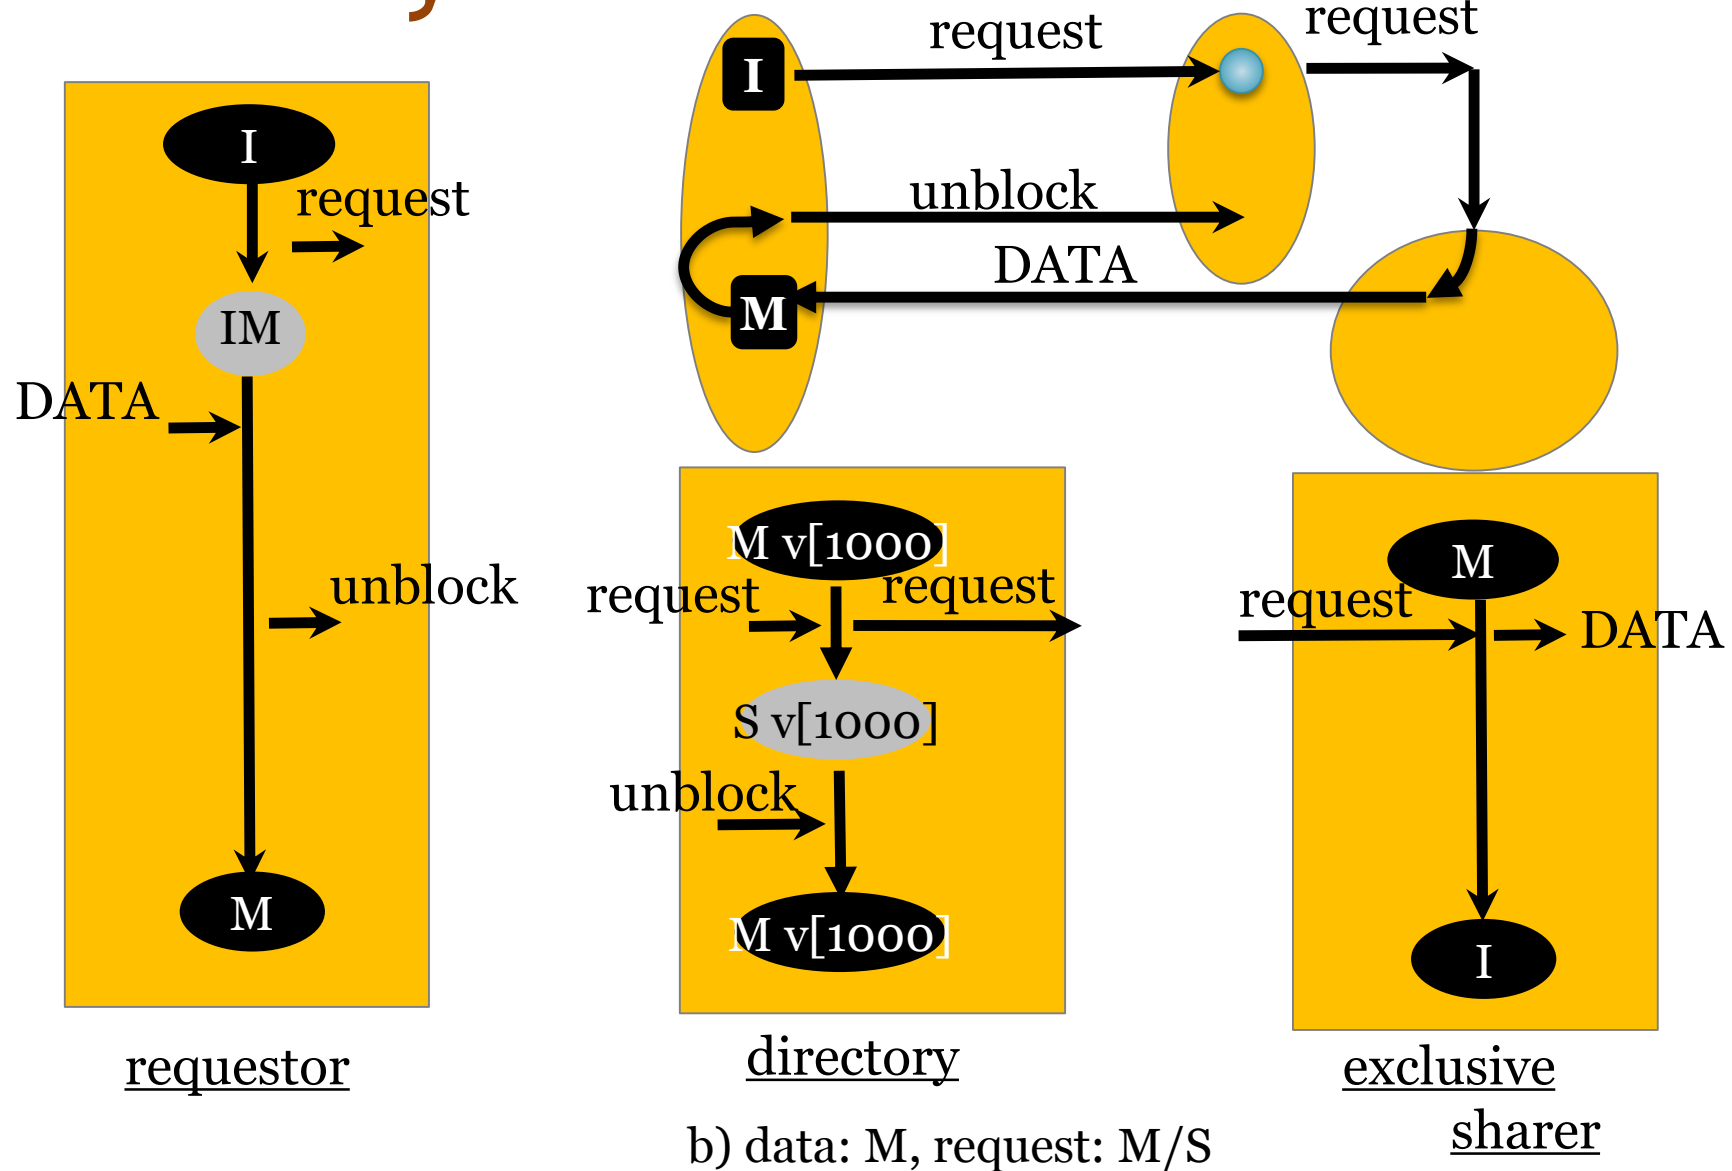 request
request
I
I
request
unblock
DATA
IM
M
DATA
M v[1000]
M
request
request
unblock
request
DATA
S v[1000]
unblock
M
M v[1000]
I
requestor
directory
exclusive
sharer
b) data: M, request: M/S